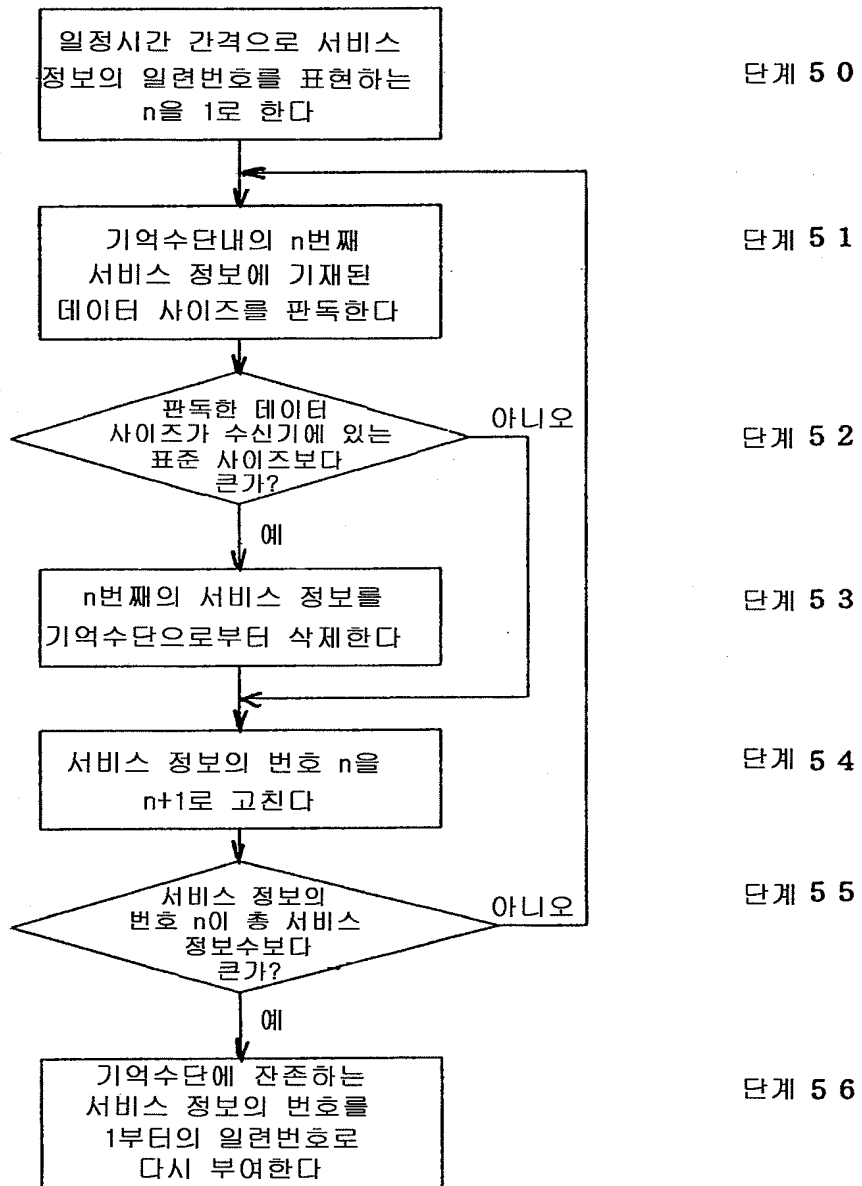 일정시간 간격으로 서비스
정보의 일련번호를 표현하는
n을 1로 한다
단계 50
기억수단내의 n번째
서비스 정보에 기재된
데이터 사이즈를 판독한다
단계 51
판독한 데이터
사이즈가 수신기에 있는
표준 사이즈보다
큰가?
아니오
단계 52
예
n번째의 서비스 정보를
기억수단으로부터 삭제한다
단계 53
서비스 정보의 번호 n을
n+1로 고친다
단계 54
서비스 정보의
번호 n이 총 서비스
정보수보다
큰가?
아니오
단계 55
예
기억수단에 잔존하는
서비스 정보의 번호를
1부터의 일련번호로
다시 부여한다
단계 56